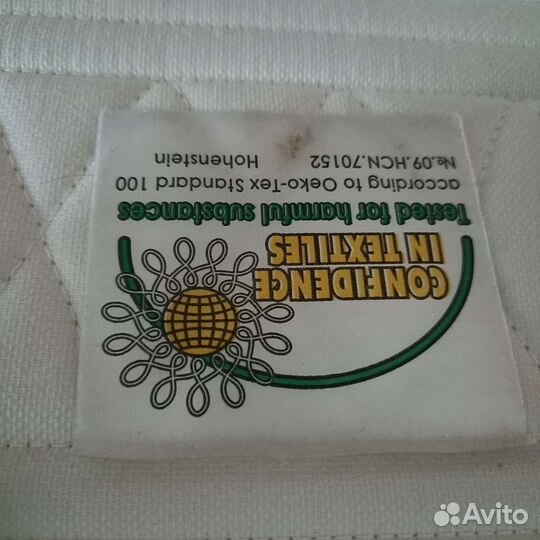 CONFIDENCE
IN TEXTILES
Tested for harmful substances
according to Oeko-Tex Standard 100
No.09.HCN.70152 Hohenstein
Avito